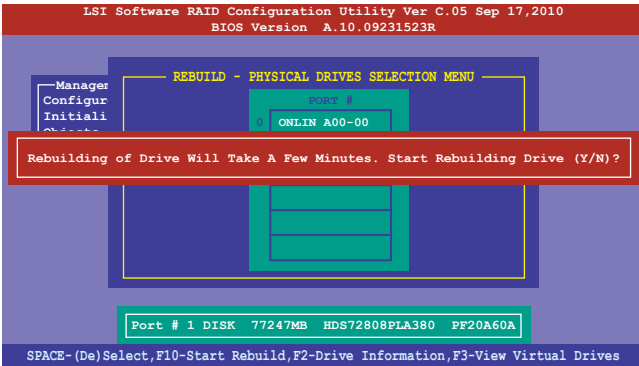 LSI Software RAID Configuration Utility Ver C.05 Sep 17,2010
BIOS Version A.10.09231523R
REBUILD - PHYSICAL DRIVES SELECTION MENU
Managem
Configur
Initiali
PORT #
0 ONLIN A00-00
Rebuilding of Drive Will Take A Few Minutes. Start Rebuilding Drive (Y/N)?
Port # 1 DISK 77247MB HDS72808PLA380 PF20A60A
SPACE-(De)Select,F10-Start Rebuild,F2-Drive Information,F3-View Virtual Drives